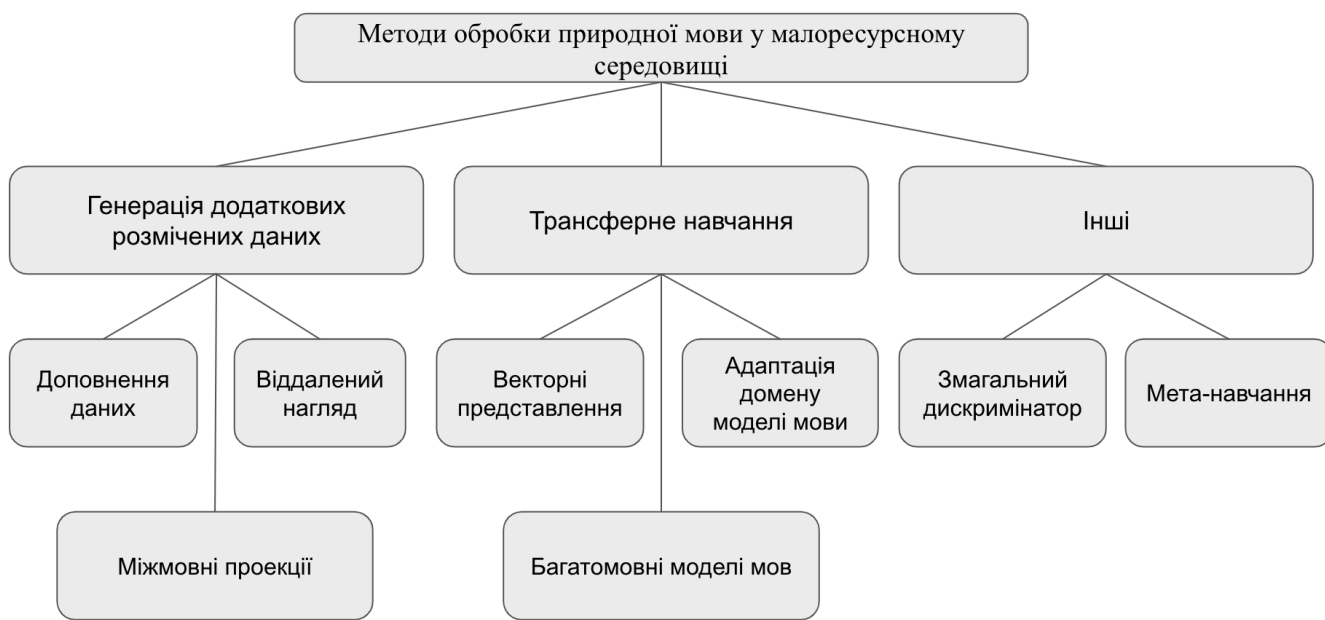 Методи обробки природної мови у малоресурсному
середовищі
Генерація додаткових
розмічених даних
Трансферне навчання
Інші
Доповнення
даних
Віддалений
нагляд
Векторні
представлення
Адаптація
домену
моделі мови
Змагальний
дискримінатор
Мета-навчання
Міжмовні проекції
Багатомовні моделі мов